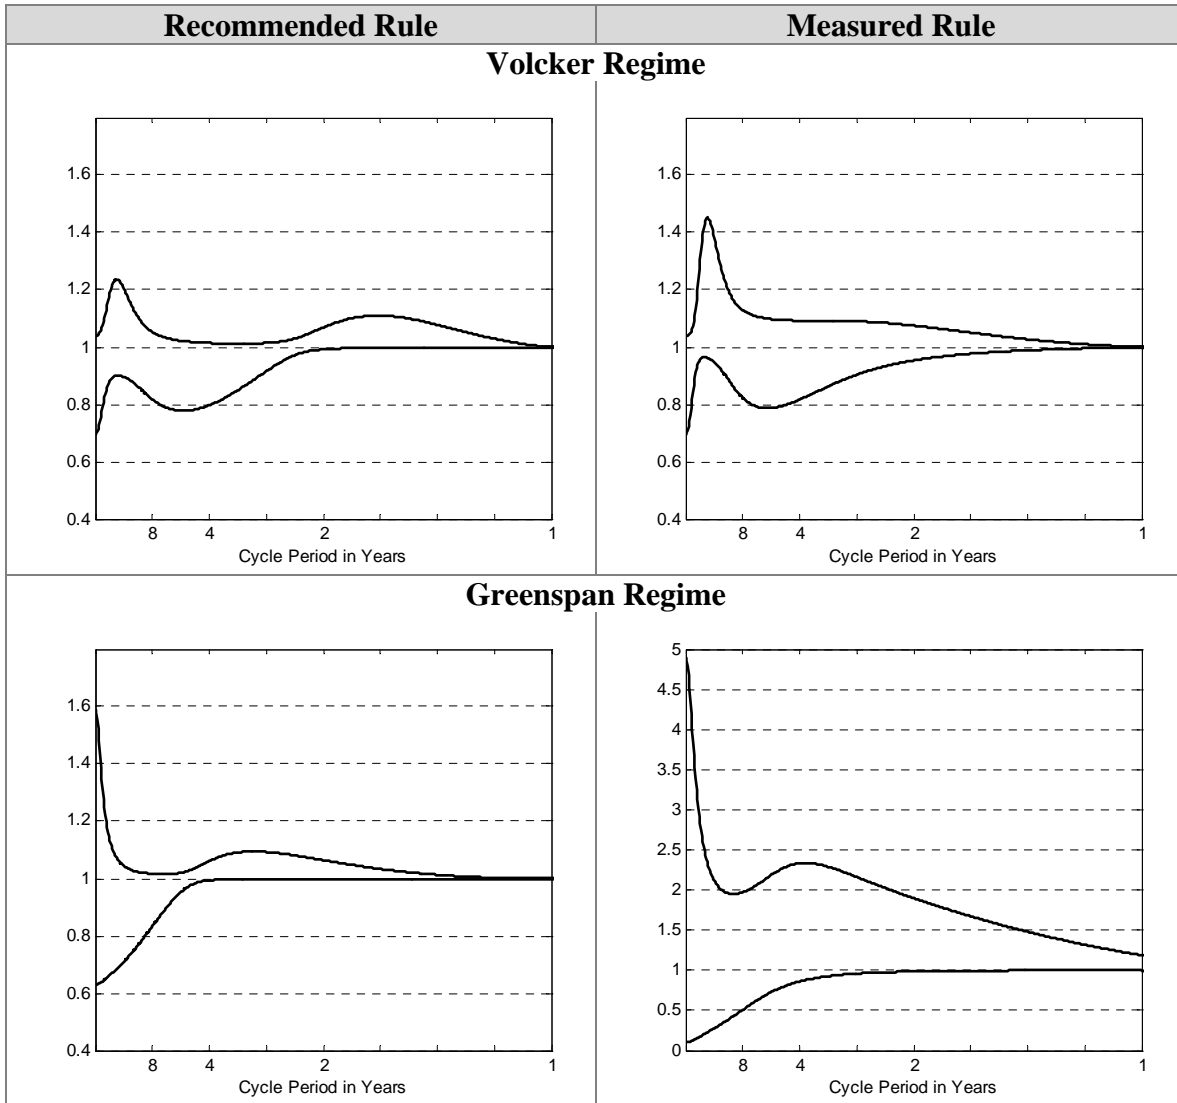 Recommended Rule Measured Rule
Volcker Regime
1.6
1.4
1.2
1
0.8
0.6
0.4
8 4 2 1
Cycle Period in Years
1.6
1.4
1.2
1
0.8
0.6
0.4
8 4 2 1
Cycle Period in Years
Greenspan Regime
1.6
1.4
1.2
1
0.8
0.6
0.4
8 4 2 1
Cycle Period in Years
5
4.5
4
3.5
3
2.5
2
1.5
1
0.5
0
8 4 2 1
Cycle Period in Years